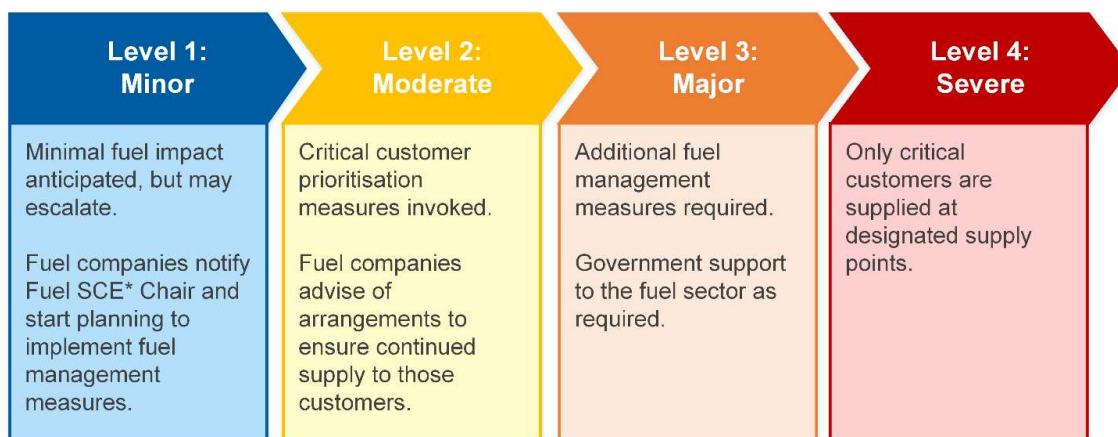 Level 1:
Minor
Minimal fuel impact
anticipated, but may
escalate.
Fuel companies notify
Fuel SCE* Chair and
start planning to
implement fuel
management
measures.
Level 2:
Moderate
Critical customer
prioritisation
measures invoked.
Fuel companies
advise of
arrangements to
ensure continued
supply to those
customers.
Level 3:
Major
Additional fuel
management
measures required.
Government support
to the fuel sector as
required.
Level 4:
Severe
Only critical
customers are
supplied at
designated supply
points.